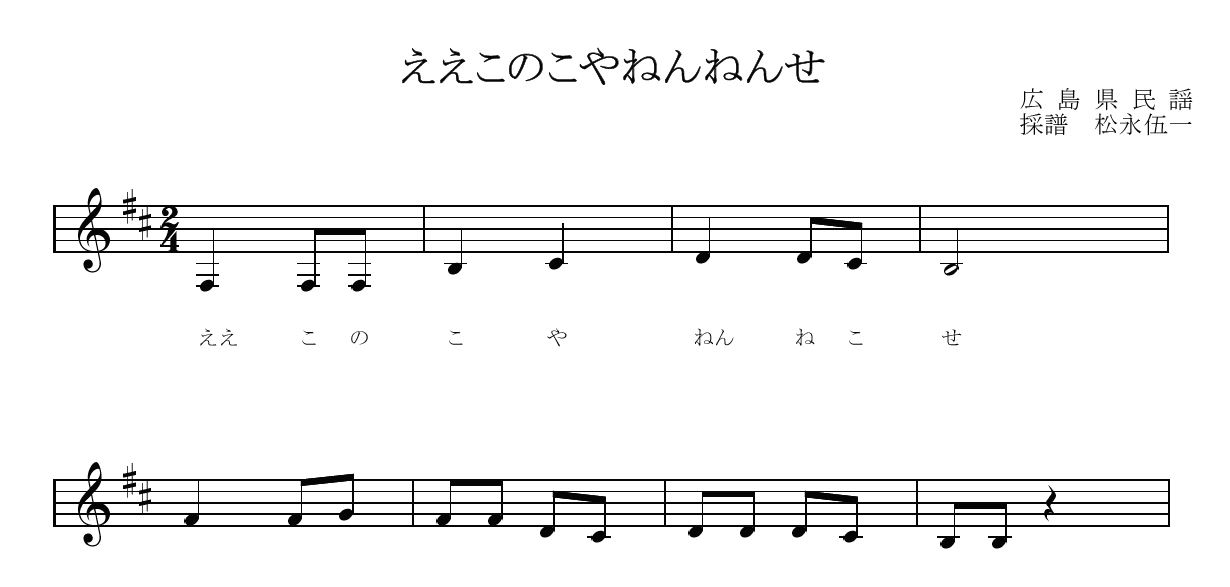 ええこのこやねんねんせ
広島県民謡
採譜 松永伍一
2
4
ええ こ の こ や ねん ね こ せ